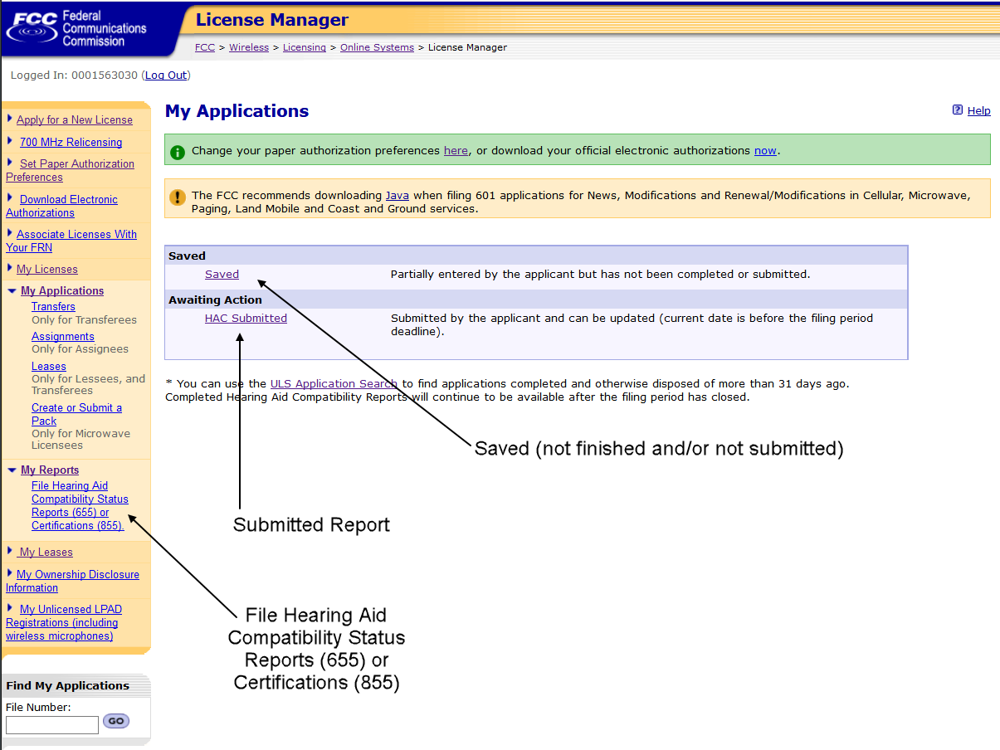 FCC Federal
Communications
Commission
License Manager
FCC > Wireless > Licensing > Online Systems > License Manager
Logged In: 0001563030 (Log Out)
Apply for a New License
700 MHz Relicensing
Set Paper Authorization
Preferences
Download Electronic
Authorizations
Associate Licenses With
Your FRN
My Licenses
My Applications
Transfers
Only for Transferees
Assignments
Only for Assignees
Leases
Only for Lessees, and
Transferees
Create or Submit a
Pack
Only for Microwave
Licensees
My Reports
File Hearing Aid
Compatibility Status
Reports (655) or
Certifications (855).
My Leases
My Ownership Disclosure
Information
My Unlicensed LPAD
Registrations (including
wireless microphones)
Find My Applications
File Number:
GO
My Applications
? Help
Change your paper authorization preferences here, or download your official electronic authorizations now.
The FCC recommends downloading Java when filing 601 applications for News, Modifications and Renewal/Modifications in Cellular, Microwave,
Paging, Land Mobile and Coast and Ground services.
Saved
Saved Partially entered by the applicant but has not been completed or submitted.
Awaiting Action
HAC Submitted Submitted by the applicant and can be updated (current date is before the filing period
deadline).
* You can use the ULS Application Search to find applications completed and otherwise disposed of more than 31 days ago.
Completed Hearing Aid Compatibility Reports will continue to be available after the filing period has closed.
Saved (not finished and/or not submitted)
Submitted Report
File Hearing Aid
Compatibility Status
Reports (655) or
Certifications (855)